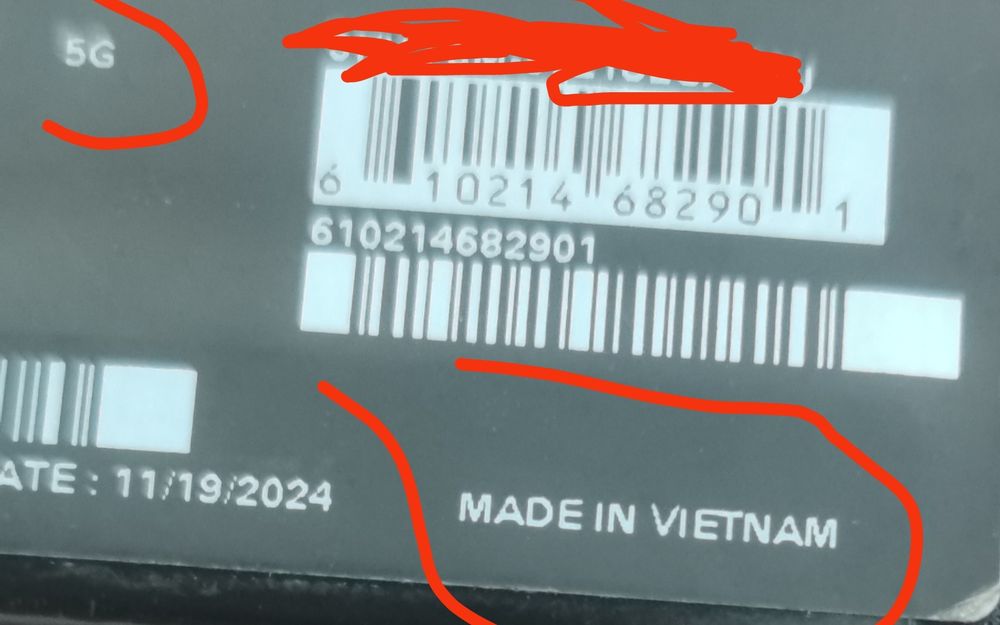 5G
6 10214 68290 1
610214682901
ATE : 11/19/2024
MADE IN VIETNAM